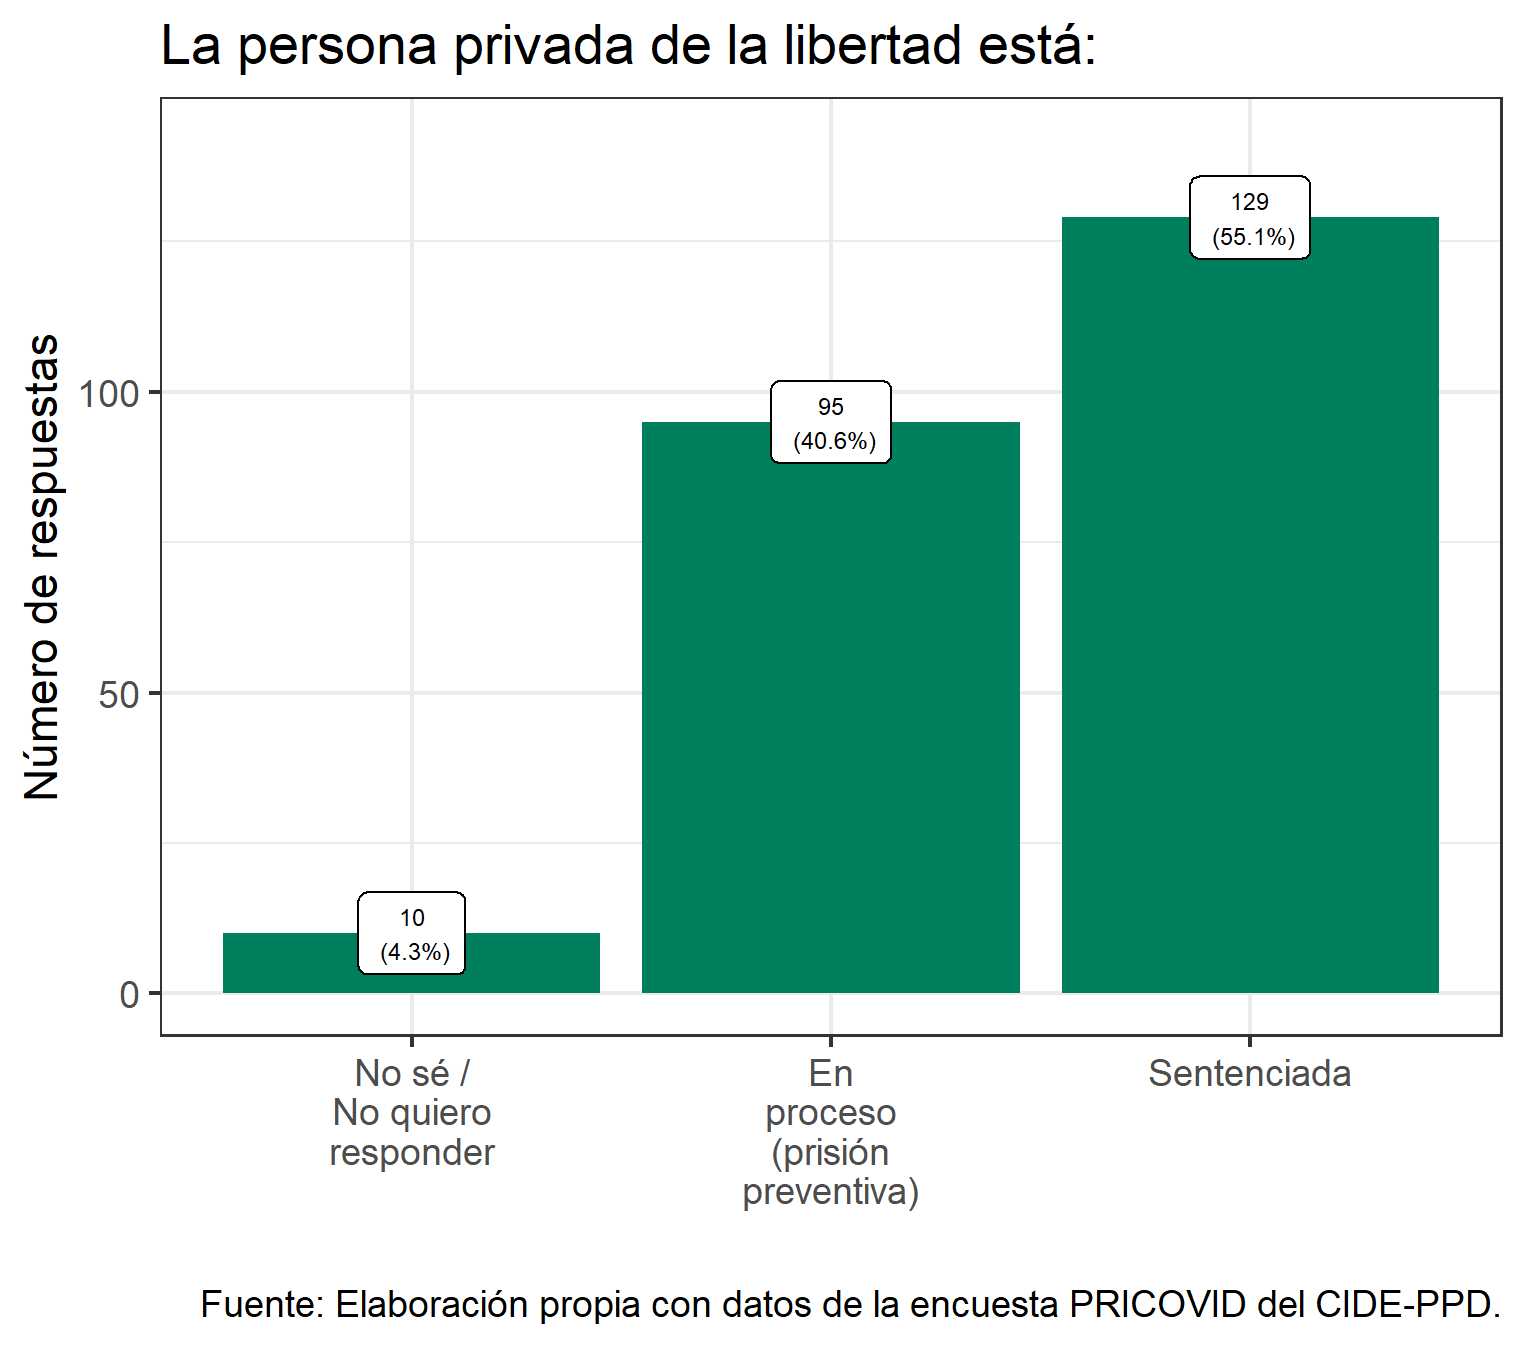 La persona privada de la libertad está:
Número de respuestas
100
50
0
10
(4.3%)
95
(40.6%)
129
(55.1%)
No sé /
No quiero
responder
En
proceso
(prisión
preventiva)
Sentenciada
Fuente: Elaboración propia con datos de la encuesta PRICOVID del CIDE-PPD.